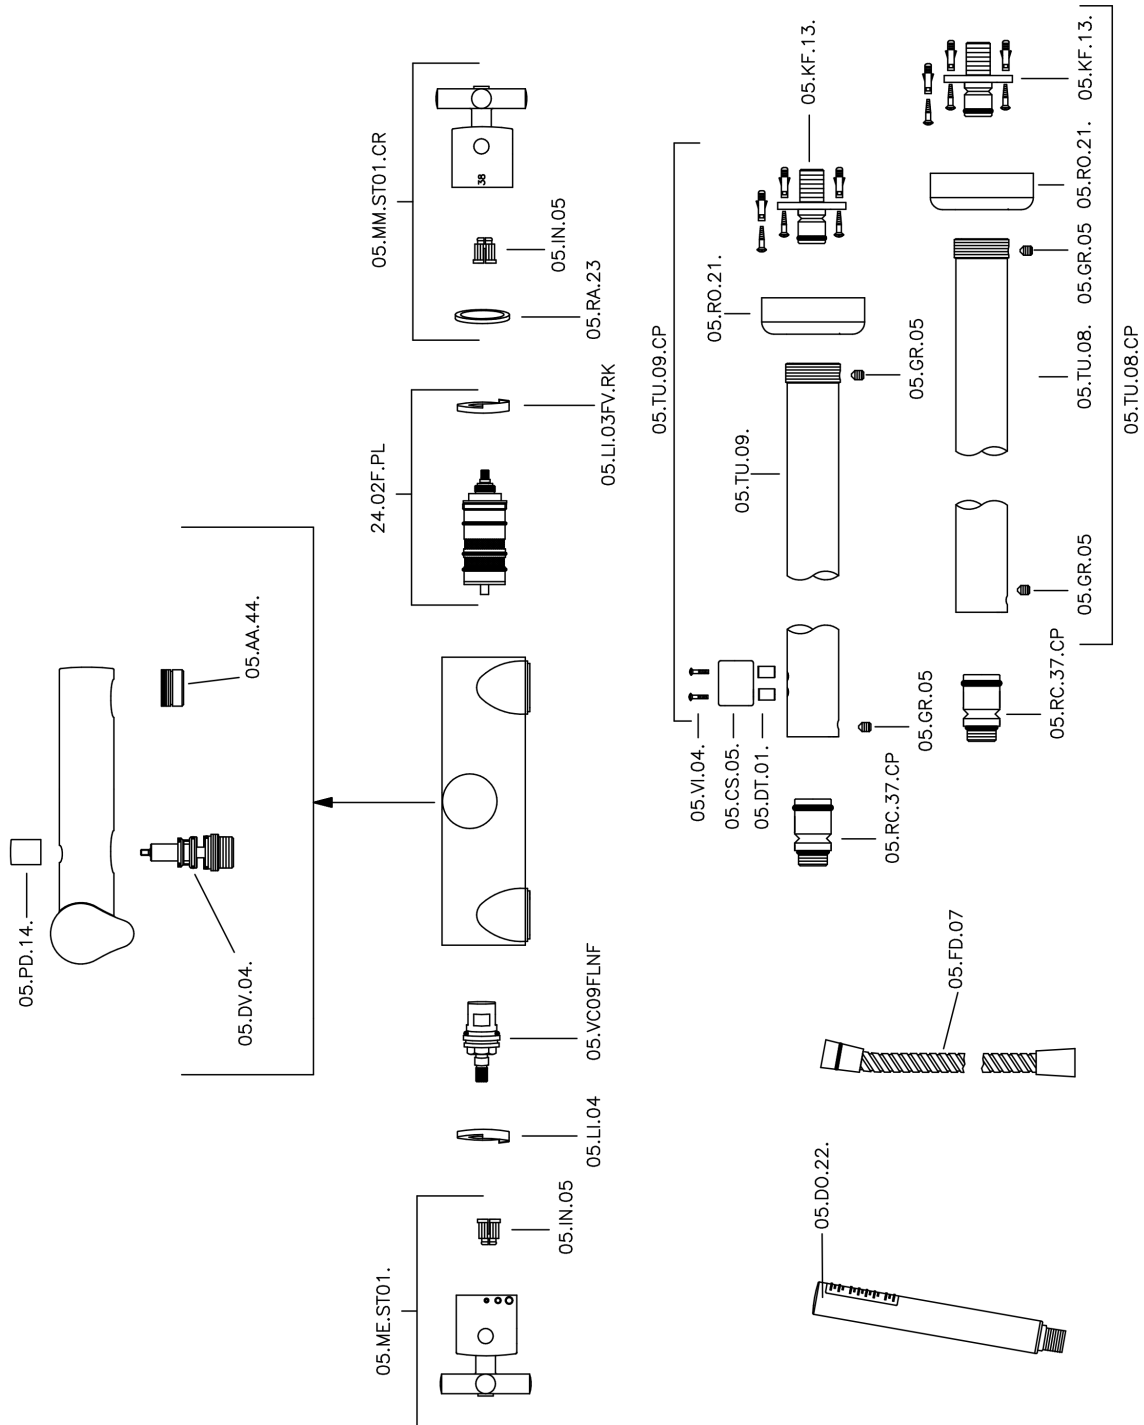 05.PD.14.
05.DV.04.
05.AA.44.
05.ME.ST01.
24.02F.PL
05.MM.ST01.CR
38
05.IN.05
05.LI.04
05.VC09FLNF
05.LI.03FV.RK
05.RA.23
05.IN.05
05.TU.09.CP
05.VI.04.
05.CS.05.
05.DT.01.
05.TU.09.
05.RO.21.
05.KF.13.
05.DO.22.
05.RC.37.CP
05.GR.05
05.GR.05
05.FD.07
05.RC.37.CP
05.GR.05
05.TU.08.
05.GR.05
05.RO.21.
05.KF.13.
05.TU.08.CP